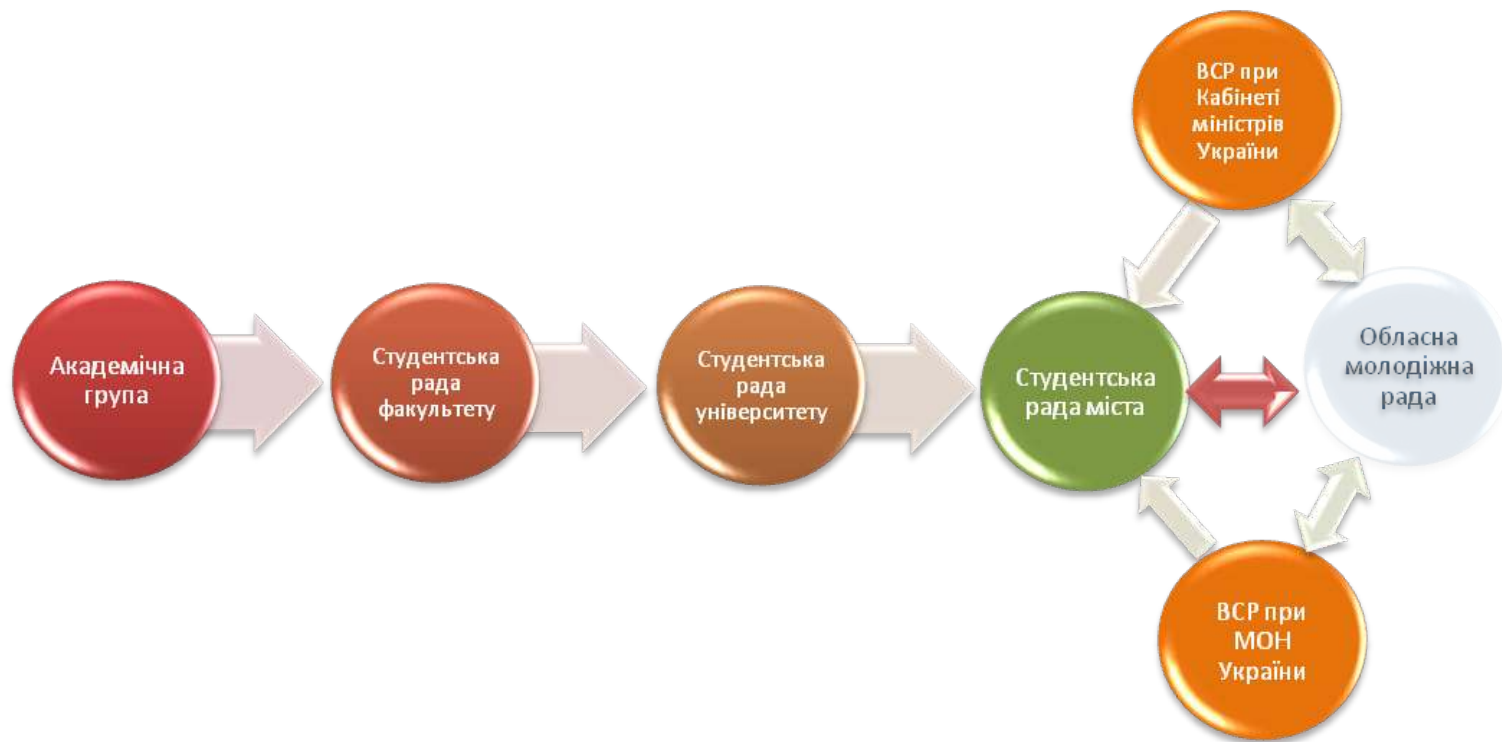 Академічна
група
Студентська
рада
факультету
Студентська
рада
університету
Студентська
рада міста
ВСР при
Кабінеті
міністрів
України
Обласна
молодіжна
рада
ВСР при
МОН
України